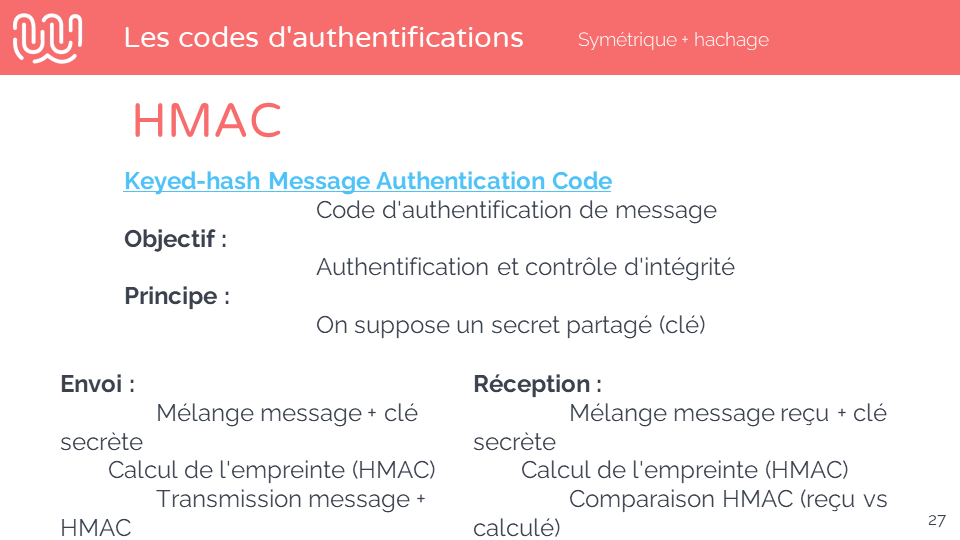 Les codes d'authentifications
Symétrique + hachage
HMAC
Keyed-hash Message Authentication Code
Code d'authentification de message
Objectif :
Authentification et contrôle d'intégrité
Principe :
On suppose un secret partagé (clé)
Envoi :
Mélange message + clé
secrète
Calcul de l'empreinte (HMAC)
Transmission message +
HMAC
Réception :
Mélange message reçu + clé
secrète
Calcul de l'empreinte (HMAC)
Comparaison HMAC (reçu vs
calculé)
27